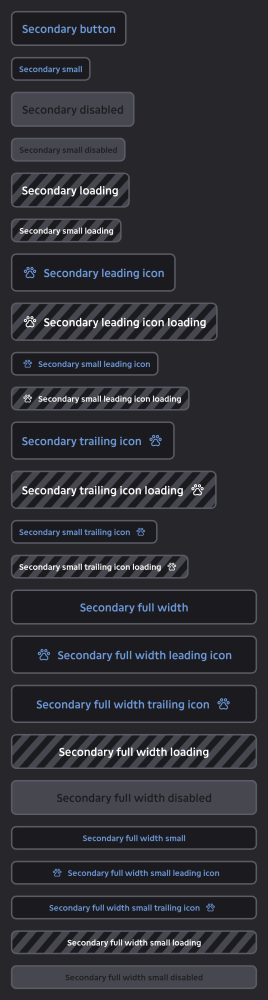 Secondary button
Secondary small
Secondary disabled
Secondary small disabled
Secondary loading
Secondary small loading
Secondary leading icon
Secondary leading icon loading
Secondary small leading icon
Secondary small leading icon loading
Secondary trailing icon
Secondary trailing icon loading
Secondary small trailing icon
Secondary small trailing icon loading
Secondary full width
Secondary full width leading icon
Secondary full width trailing icon
Secondary full width loading
Secondary full width disabled
Secondary full width small
Secondary full width small leading icon
Secondary full width small trailing icon
Secondary full width small loading
Secondary full width small disabled